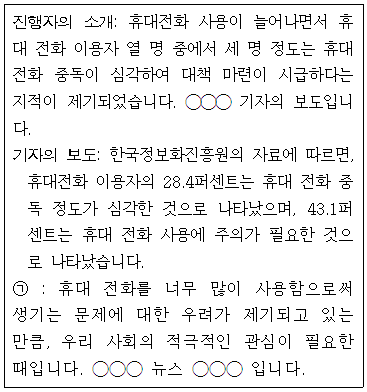 진행자의 소개: 휴대전화 사용이 늘어나면서 휴
대 전화 이용자 열 명 중에서 세 명 정도는 휴대
전화 중독이 심각하여 대책 마련이 시급하다는
지적이 제기되었습니다. ◯◯◯ 기자의 보도입니
다.
기자의 보도: 한국정보화진흥원의 자료에 따르면,
휴대전화 이용자의 28.4퍼센트는 휴대 전화 중
독 정도가 심각한 것으로 나타났으며, 43.1퍼
센트는 휴대 전화 사용에 주의가 필요한 것으
로 나타났습니다.
㉠ : 휴대 전화를 너무 많이 사용함으로써
생기는 문제에 대한 우려가 제기되고 있는
만큼, 우리 사회의 적극적인 관심이 필요한
때입니다. ◯◯◯ 뉴스 ◯◯◯ 입니다.